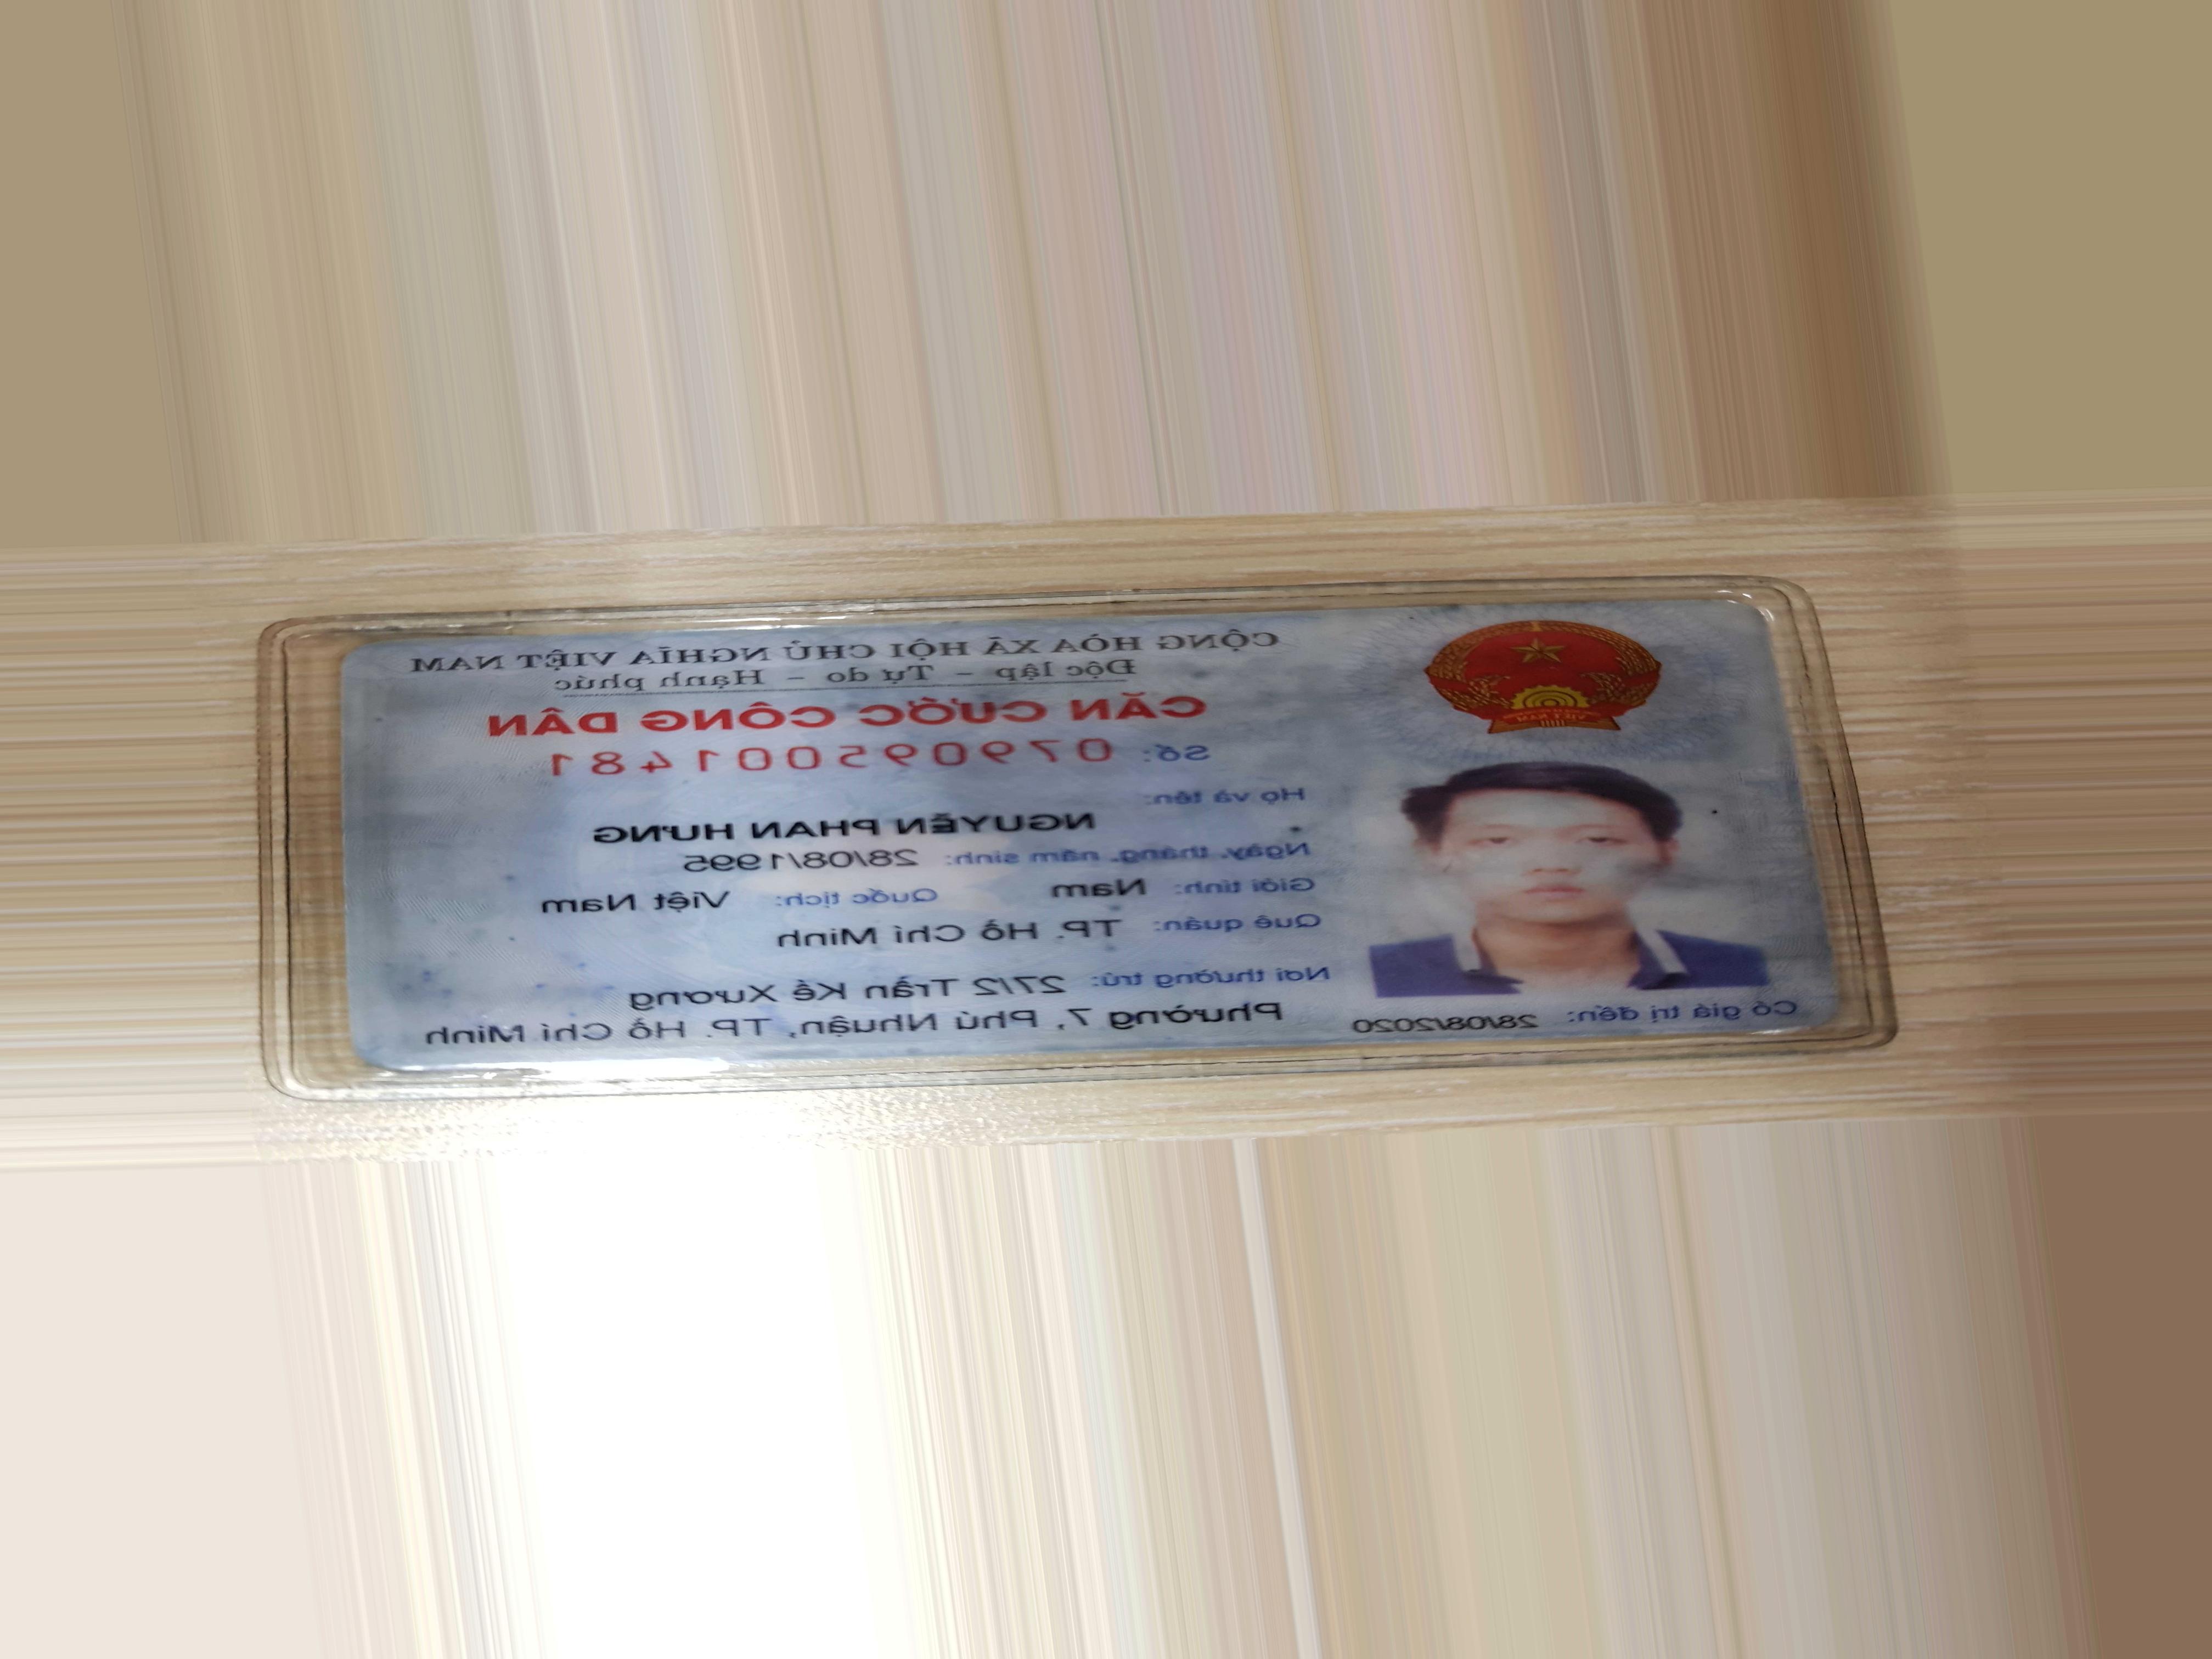 CỘNG HÒA XÃ HỘI CHỦ NGHĨA VIỆT NAM
Độc lập – Tự do – Hạnh phúc
CĂN CƯỚC CÔNG DÂN
Số: 079095001481
Họ và tên:
NGUYỄN PHAN HƯNG
Ngày, tháng, năm sinh: 28/08/1995
Giới tính: Nam Quốc tịch: Việt Nam
Quê quán: TP. Hồ Chí Minh
Nơi thường trú: 27/2 Trần Kế Xương
Phường 7, Phú Nhuận, TP. Hồ Chí Minh
Có giá trị đến: 28/08/2020
VIỆT NAM